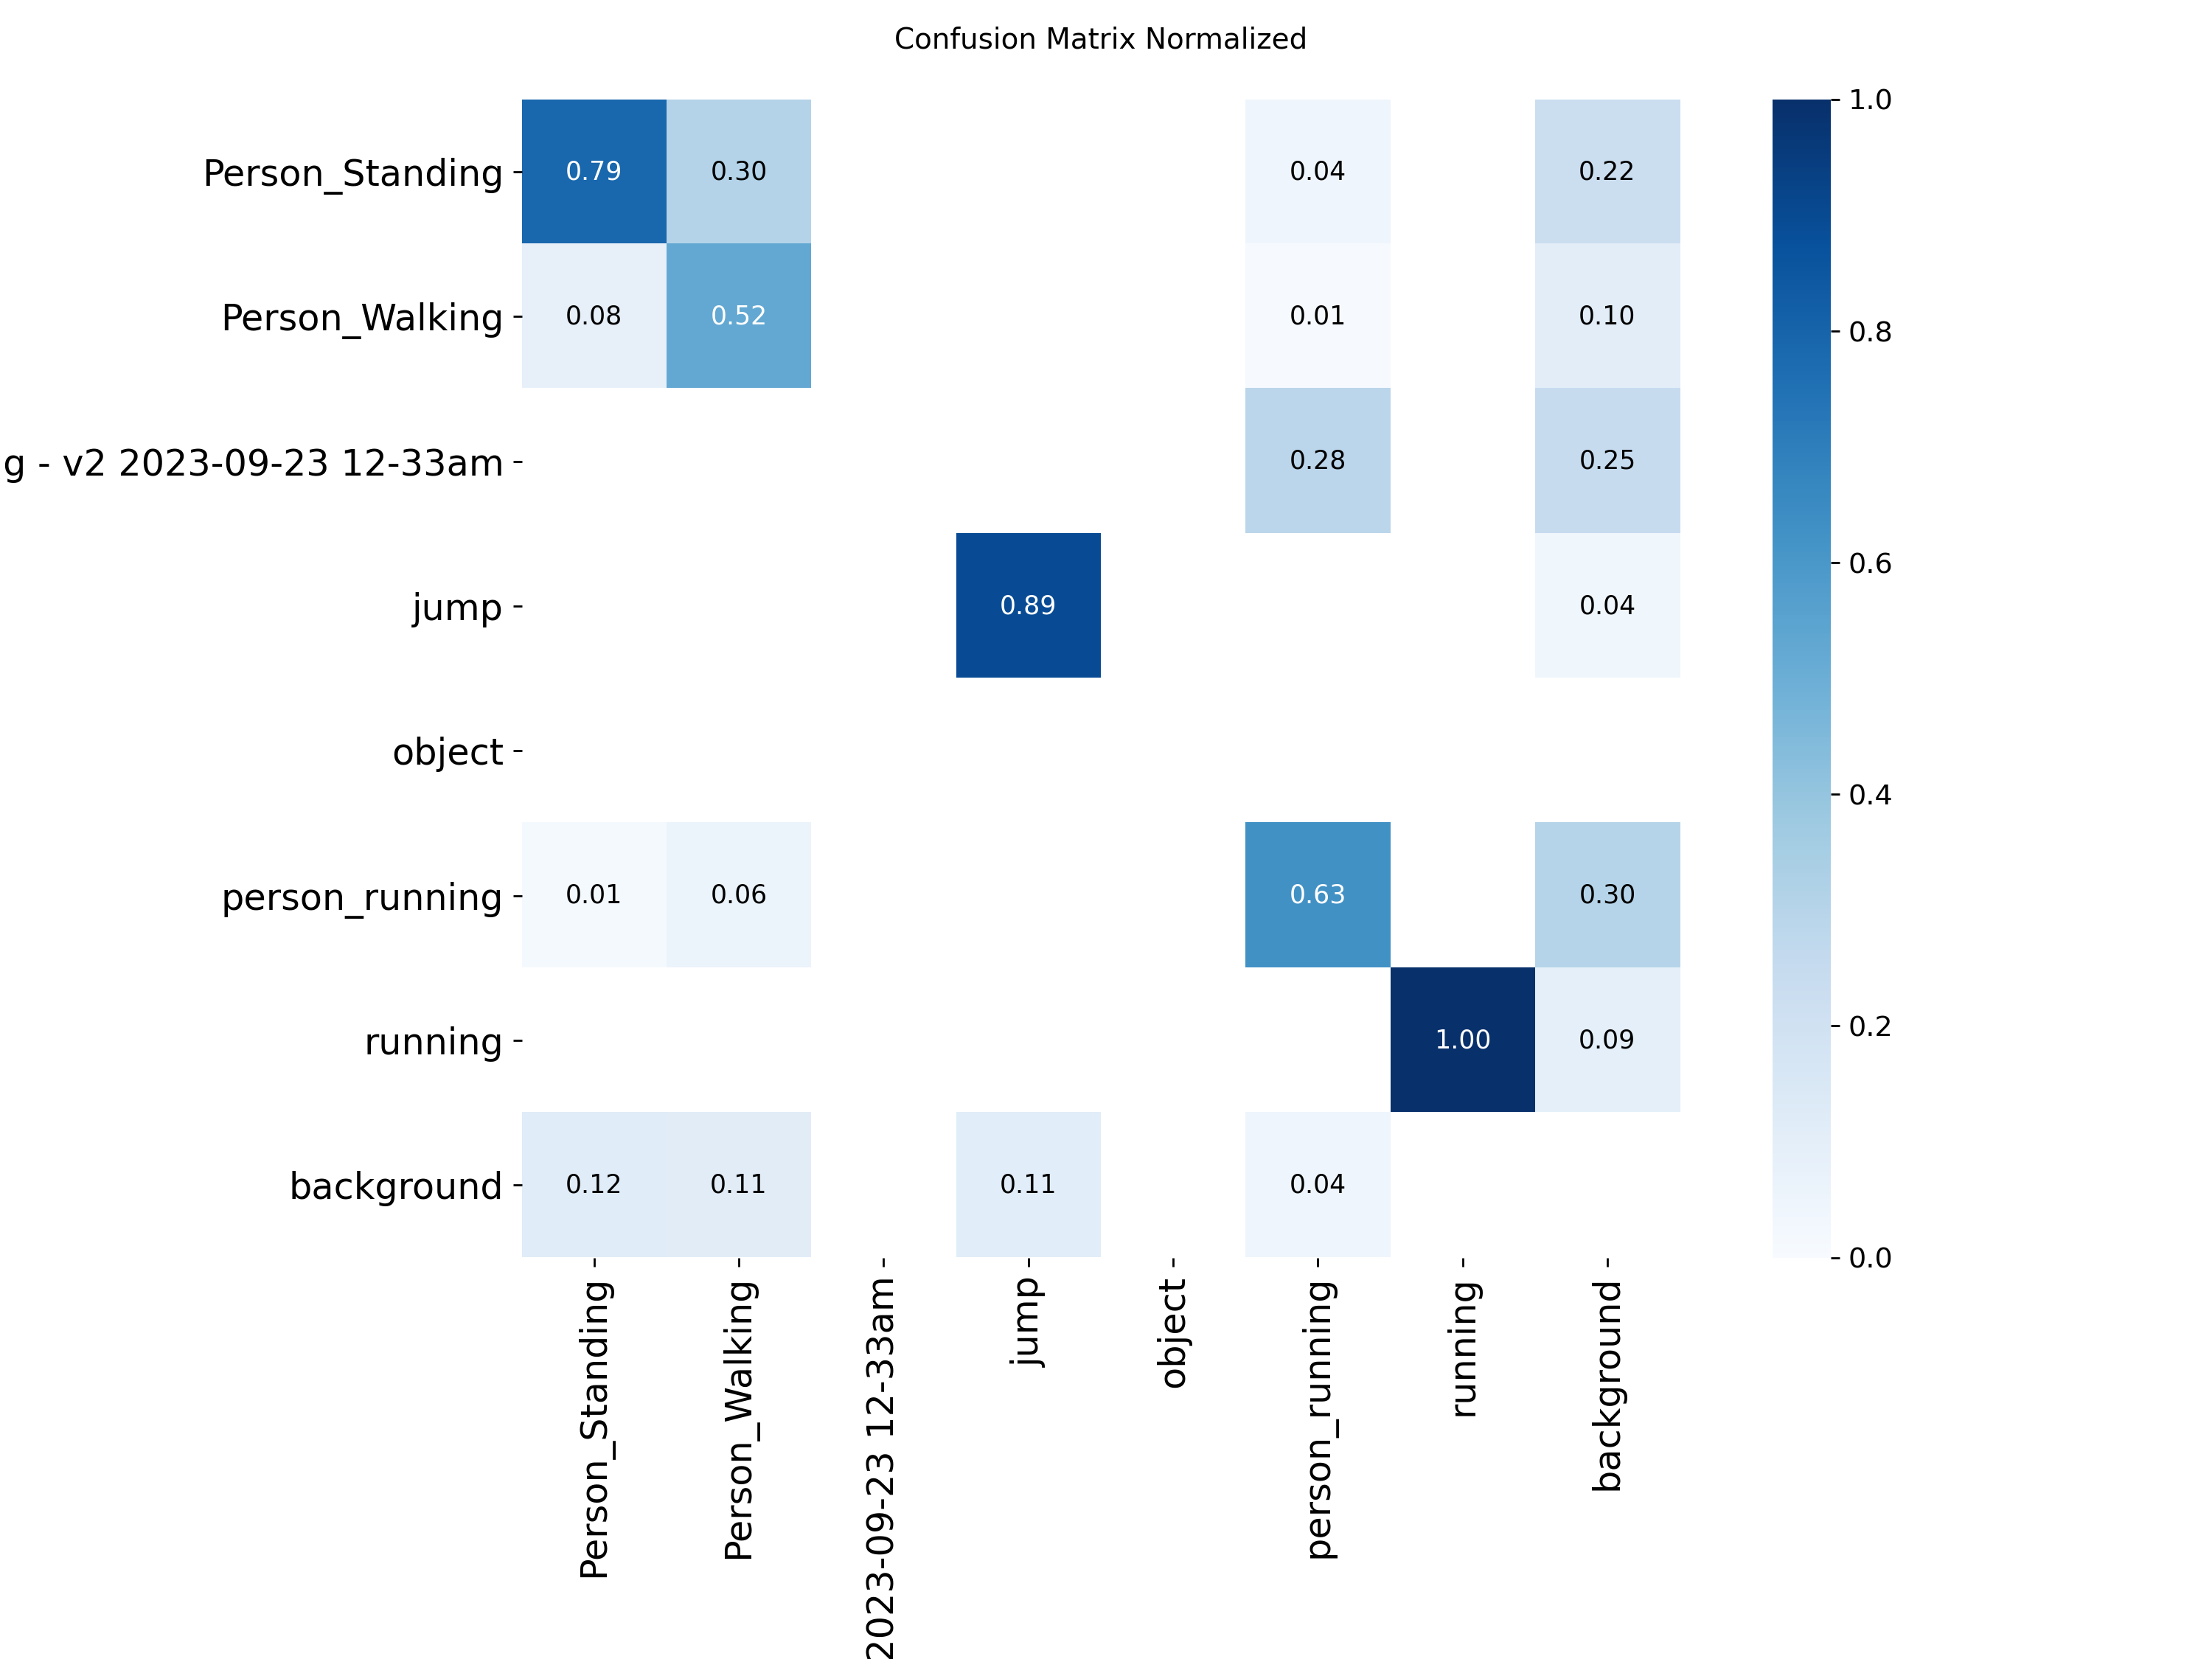 Confusion Matrix Normalized
Person_Standing
0.79 0.30 0.04 0.22
Person_Walking
0.08 0.52 0.01 0.10
g - v2 2023-09-23 12-33am
0.28 0.25
jump
0.89 0.04
object
person_running
0.01 0.06 0.63 0.30
running
1.00 0.09
background
0.12 0.11 0.11 0.04
Person_Standing
Person_Walking
2023-09-23 12-33am
jump
object
person_running
running
background
1.0
0.8
0.6
0.4
0.2
0.0